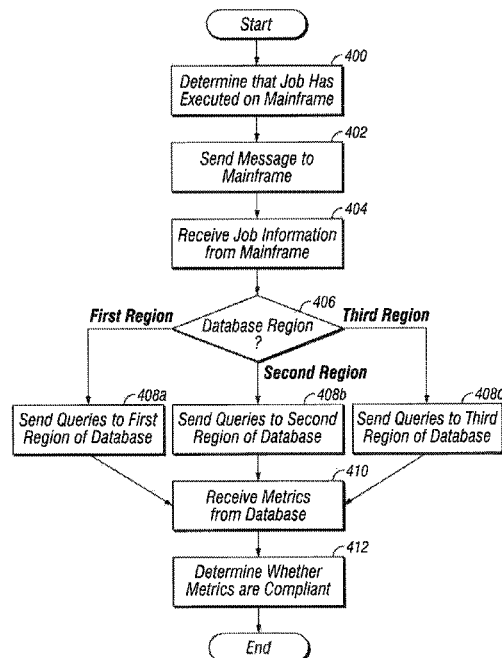 Start
400
Determine that Job Has
Executed on Mainframe
402
Send Message to
Mainframe
404
Receive Job Information
from Mainframe
406
Database Region
?
First Region
Third Region
Second Region
408a
Send Queries to First
Region of Database
408b
Send Queries to Second
Region of Database
408c
Send Queries to Third
Region of Database
410
Receive Metrics
from Database
412
Determine Whether
Metrics are Compliant
End